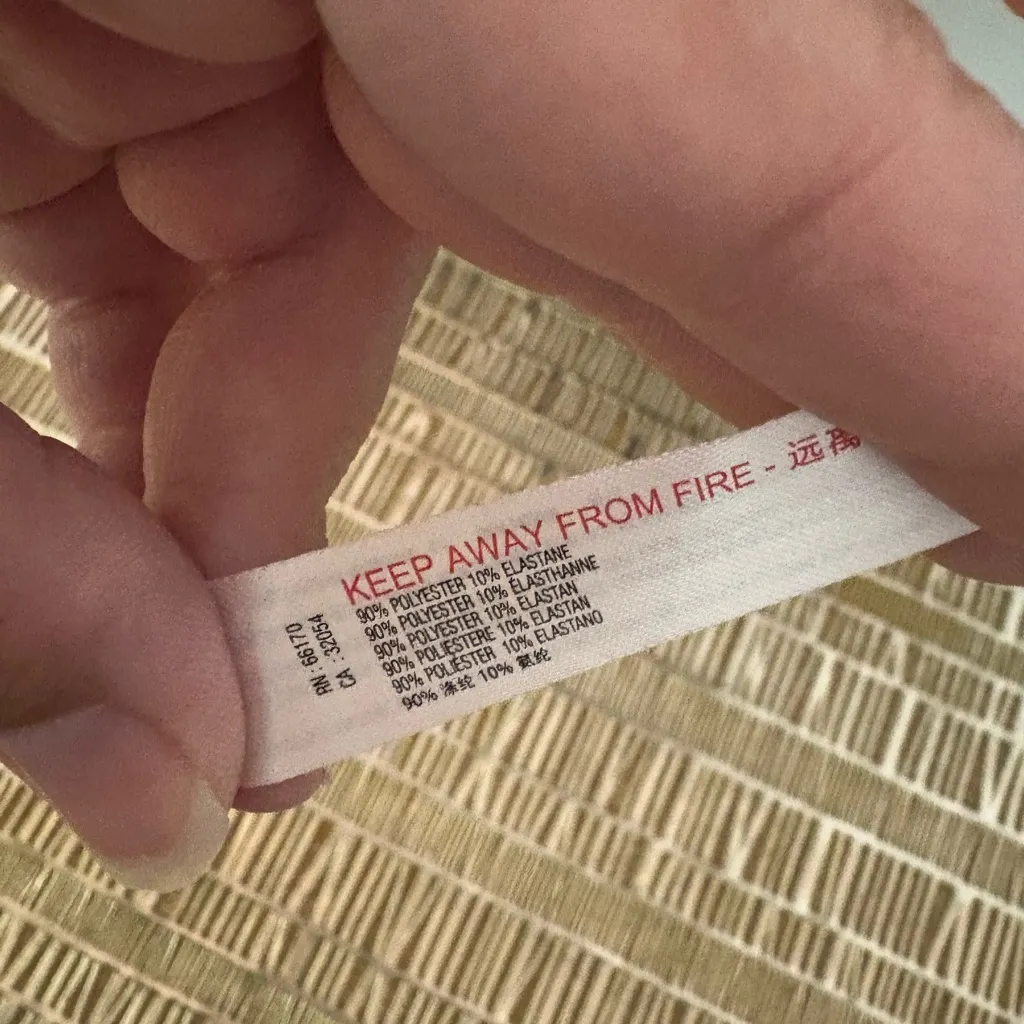 KEEP AWAY FROM FIRE - 远离
90% POLYESTER 10% ELASTANE
90% POLYESTER 10% ÉLASTHANNE
90% POLYESTER 10% ELASTAN
90% POLIESTERE 10% ELASTAN
90% POLIÉSTER 10% ELASTANO
90% 涤纶 10% 氨纶
RN : 66170
CA : 32054